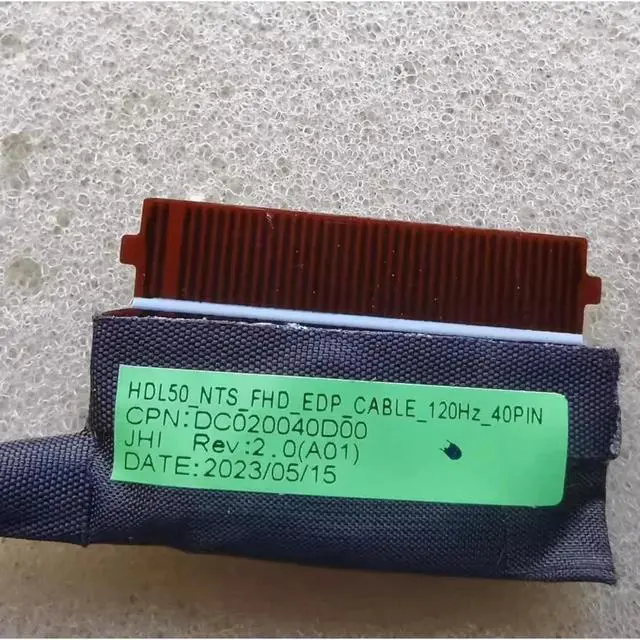 HDL50_NTS_FHD_EDP_CABLE_120Hz_40PIN
CPN:DC020040D00
JHI Rev:2.0(A01)
DATE:2023/05/15